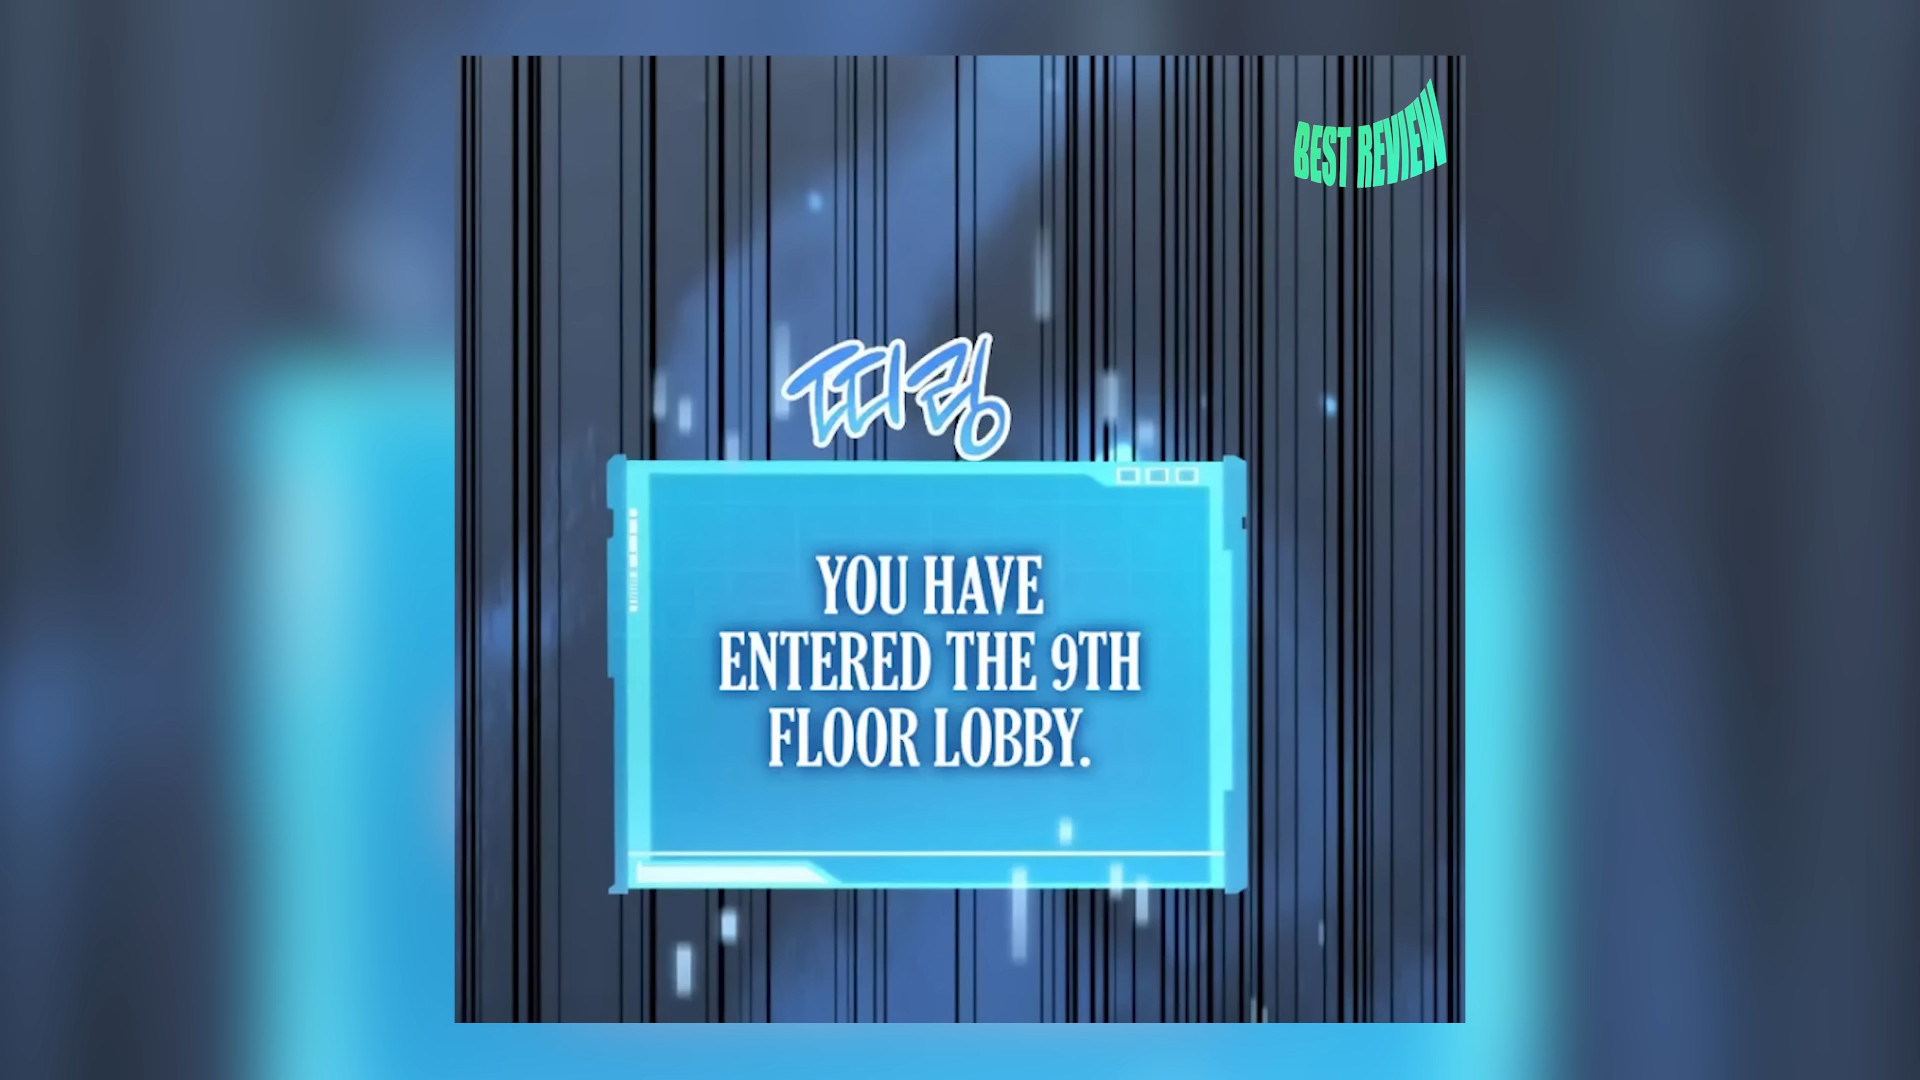 BEST REVIEW
띠링
YOU HAVE
ENTERED THE 9TH
FLOOR LOBBY.